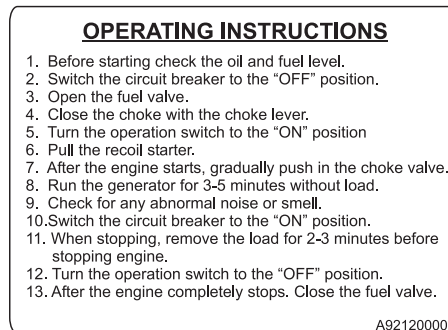 OPERATING INSTRUCTIONS
1. Before starting check the oil and fuel level.
2. Switch the circuit breaker to the “OFF” position.
3. Open the fuel valve.
4. Close the choke with the choke lever.
5. Turn the operation switch to the “ON” position
6. Pull the recoil starter.
7. After the engine starts, gradually push in the choke valve.
8. Run the generator for 3-5 minutes without load.
9. Check for any abnormal noise or smell.
10.Switch the circuit breaker to the “ON” position.
11. When stopping, remove the load for 2-3 minutes before
stopping engine.
12. Turn the operation switch to the “OFF” position.
13. After the engine completely stops. Close the fuel valve.
A92120000